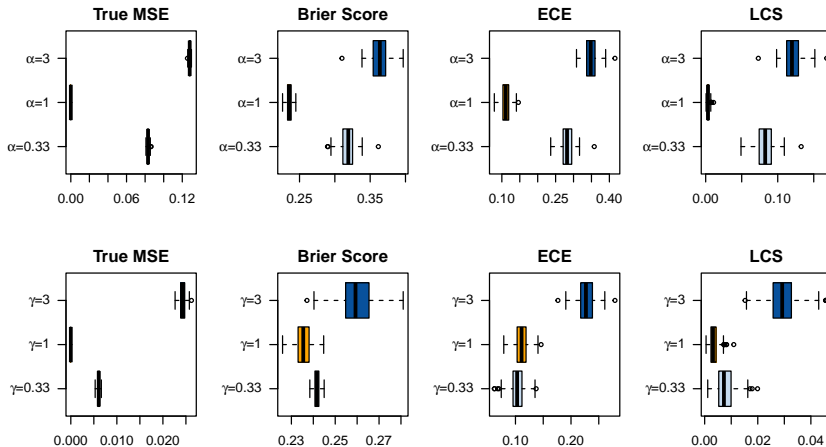 True MSE
Brier Score
ECE
LCS
α=3
α=1
α=0.33
0.00 0.06 0.12
α=3
α=1
α=0.33
0.25 0.35
α=3
α=1
α=0.33
0.10 0.25 0.40
α=3
α=1
α=0.33
0.00 0.10
True MSE
Brier Score
ECE
LCS
γ=3
γ=1
γ=0.33
0.000 0.010 0.020
γ=3
γ=1
γ=0.33
0.23 0.25 0.27
γ=3
γ=1
γ=0.33
0.10 0.20
γ=3
γ=1
γ=0.33
0.00 0.02 0.04